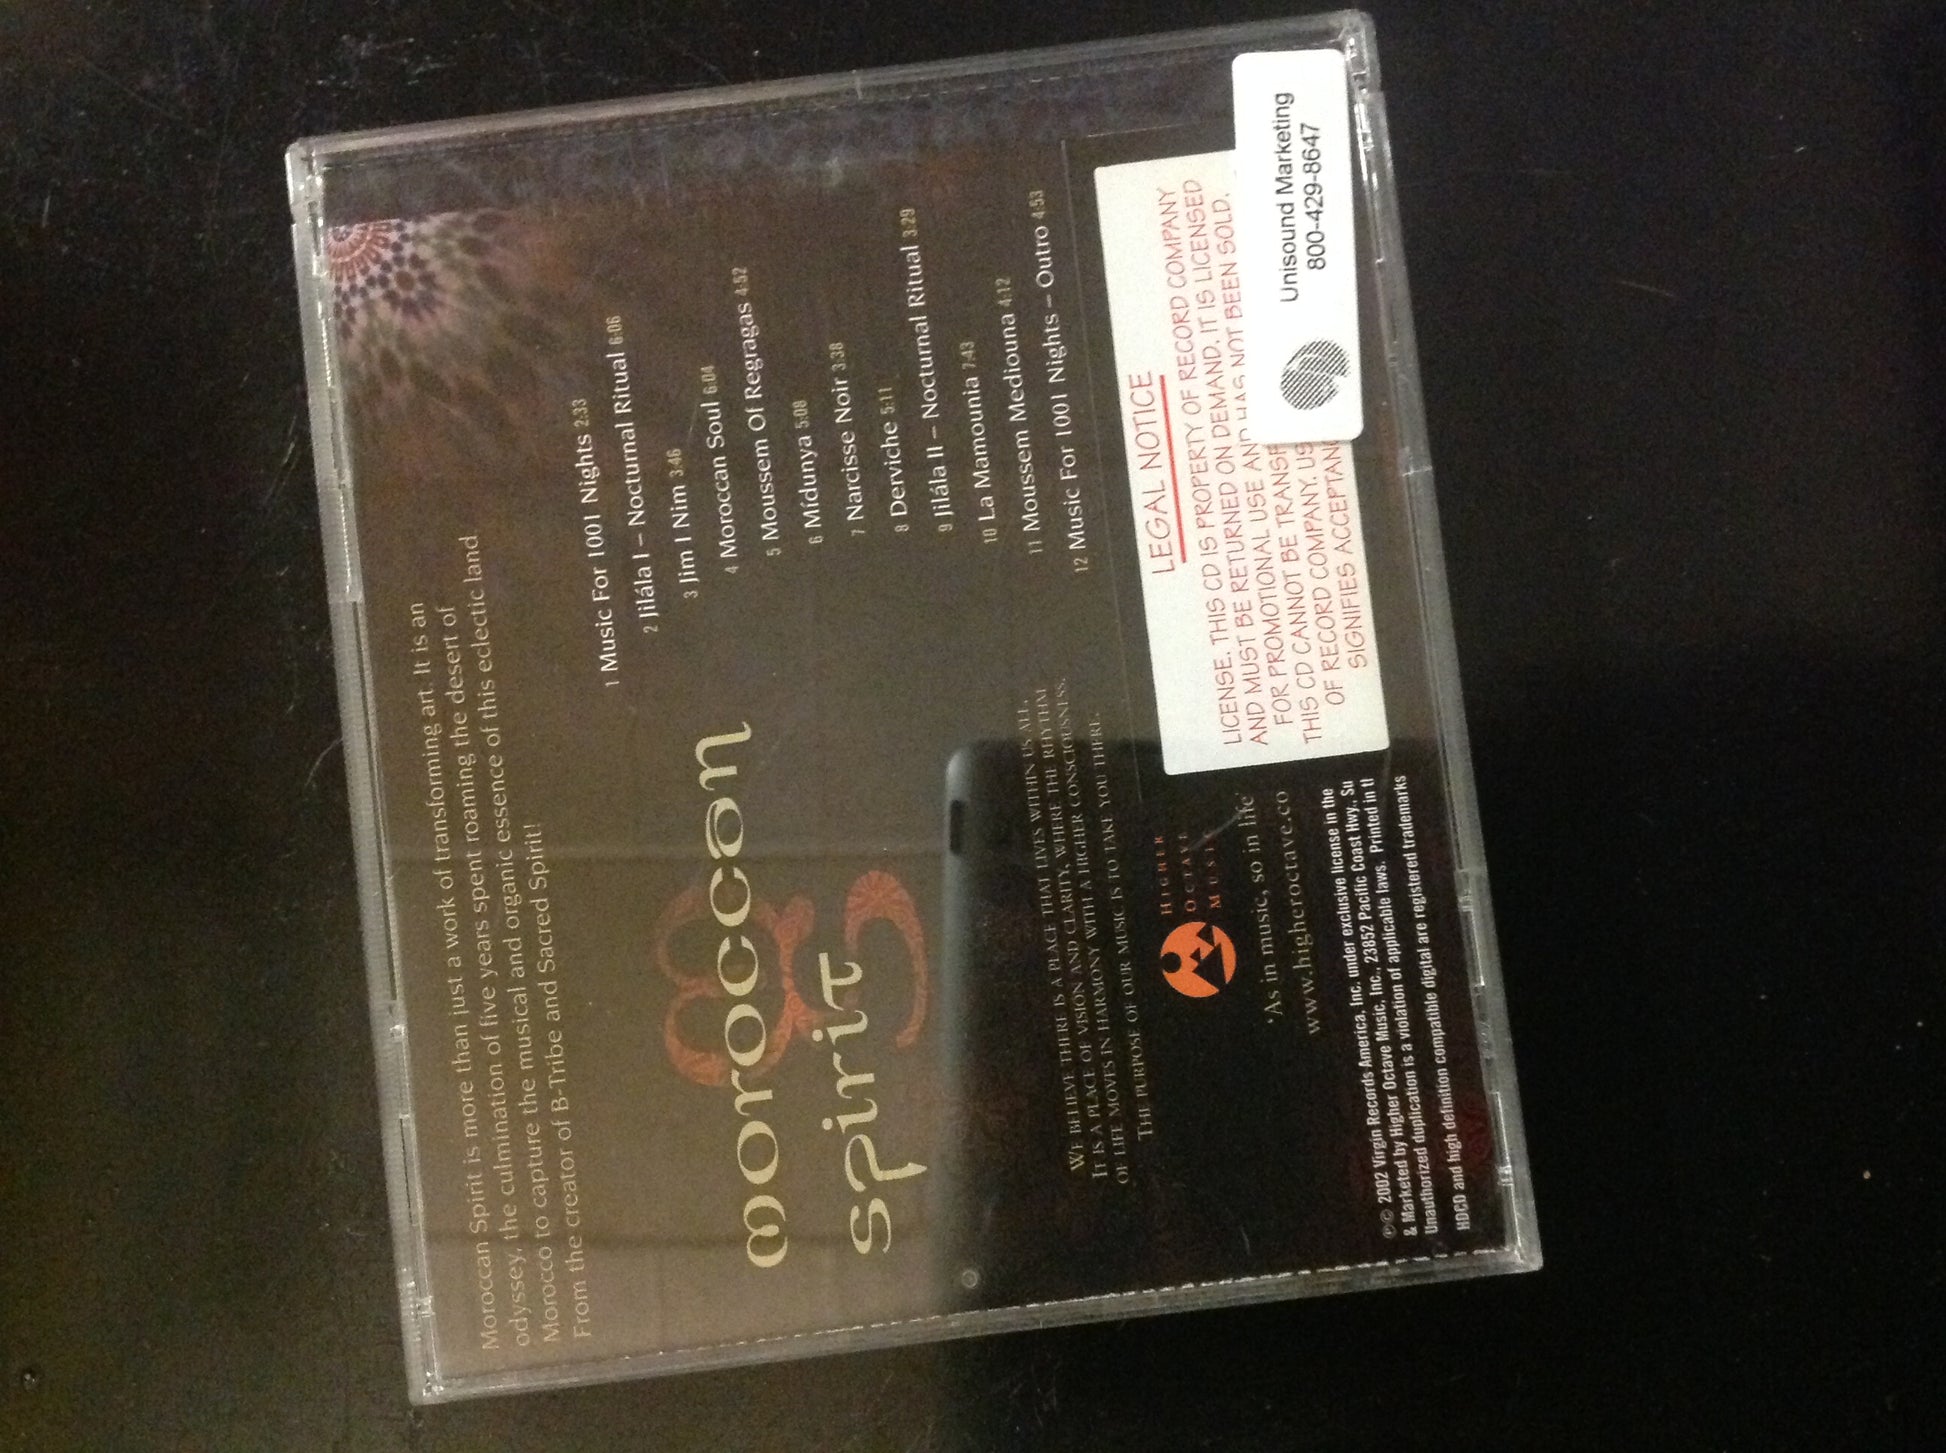 Moroccan Spirit is more than just a work of transforming art. It is an
odyssey, the culmination of five years spent roaming the desert of
Morocco to capture the musical and organic essence of this eclectic land
From the creator of B-Tribe and Sacred Spirit!
moroccan
spirit
1 Music For 1001 Nights 2:33
2 Jilála I – Nocturnal Ritual 6:06
3 Jim I Nim 3:46
4 Moroccan Soul 6:04
5 Moussem Of Regragas 4:52
6 Mídunya 5:08
7 Narcisse Noir 3:38
8 Derviche 5:11
9 Jilála II – Nocturnal Ritual 3:29
10 La Mamounia 7:43
11 Moussem Mediouna 4:12
12 Music For 1001 Nights – Outro 4:53
WE BELIEVE THERE IS A PLACE THAT LIVES WITHIN US ALL.
IT IS A PLACE OF VISION AND CLARITY, WHERE THE RHYTHM
OF LIFE MOVES IN HARMONY WITH A HIGHER CONSCIOUSNESS.
THE PURPOSE OF OUR MUSIC IS TO TAKE YOU THERE.
HIGHER
OCTAVE
MUSIC
'As in music, so in life'
www.higheroctave.co
LEGAL NOTICE
LICENSE. THIS CD IS PROPERTY OF RECORD COMPANY
AND MUST BE RETURNED ON DEMAND. IT IS LICENSED
FOR PROMOTIONAL USE AND HAS NOT BEEN SOLD.
THIS CD CANNOT BE TRANSF
OF RECORD COMPANY. US
SIGNIFIES ACCEPTANC
Unisound Marketing
800-429-8647
℗© 2002 Virgin Records America, Inc. under exclusive license in the
& Marketed by Higher Octave Music, Inc., 23852 Pacific Coast Hwy., Su
Unauthorized duplication is a violation of applicable laws. Printed in t
HDCD and high definition compatible digital are registered trademarks